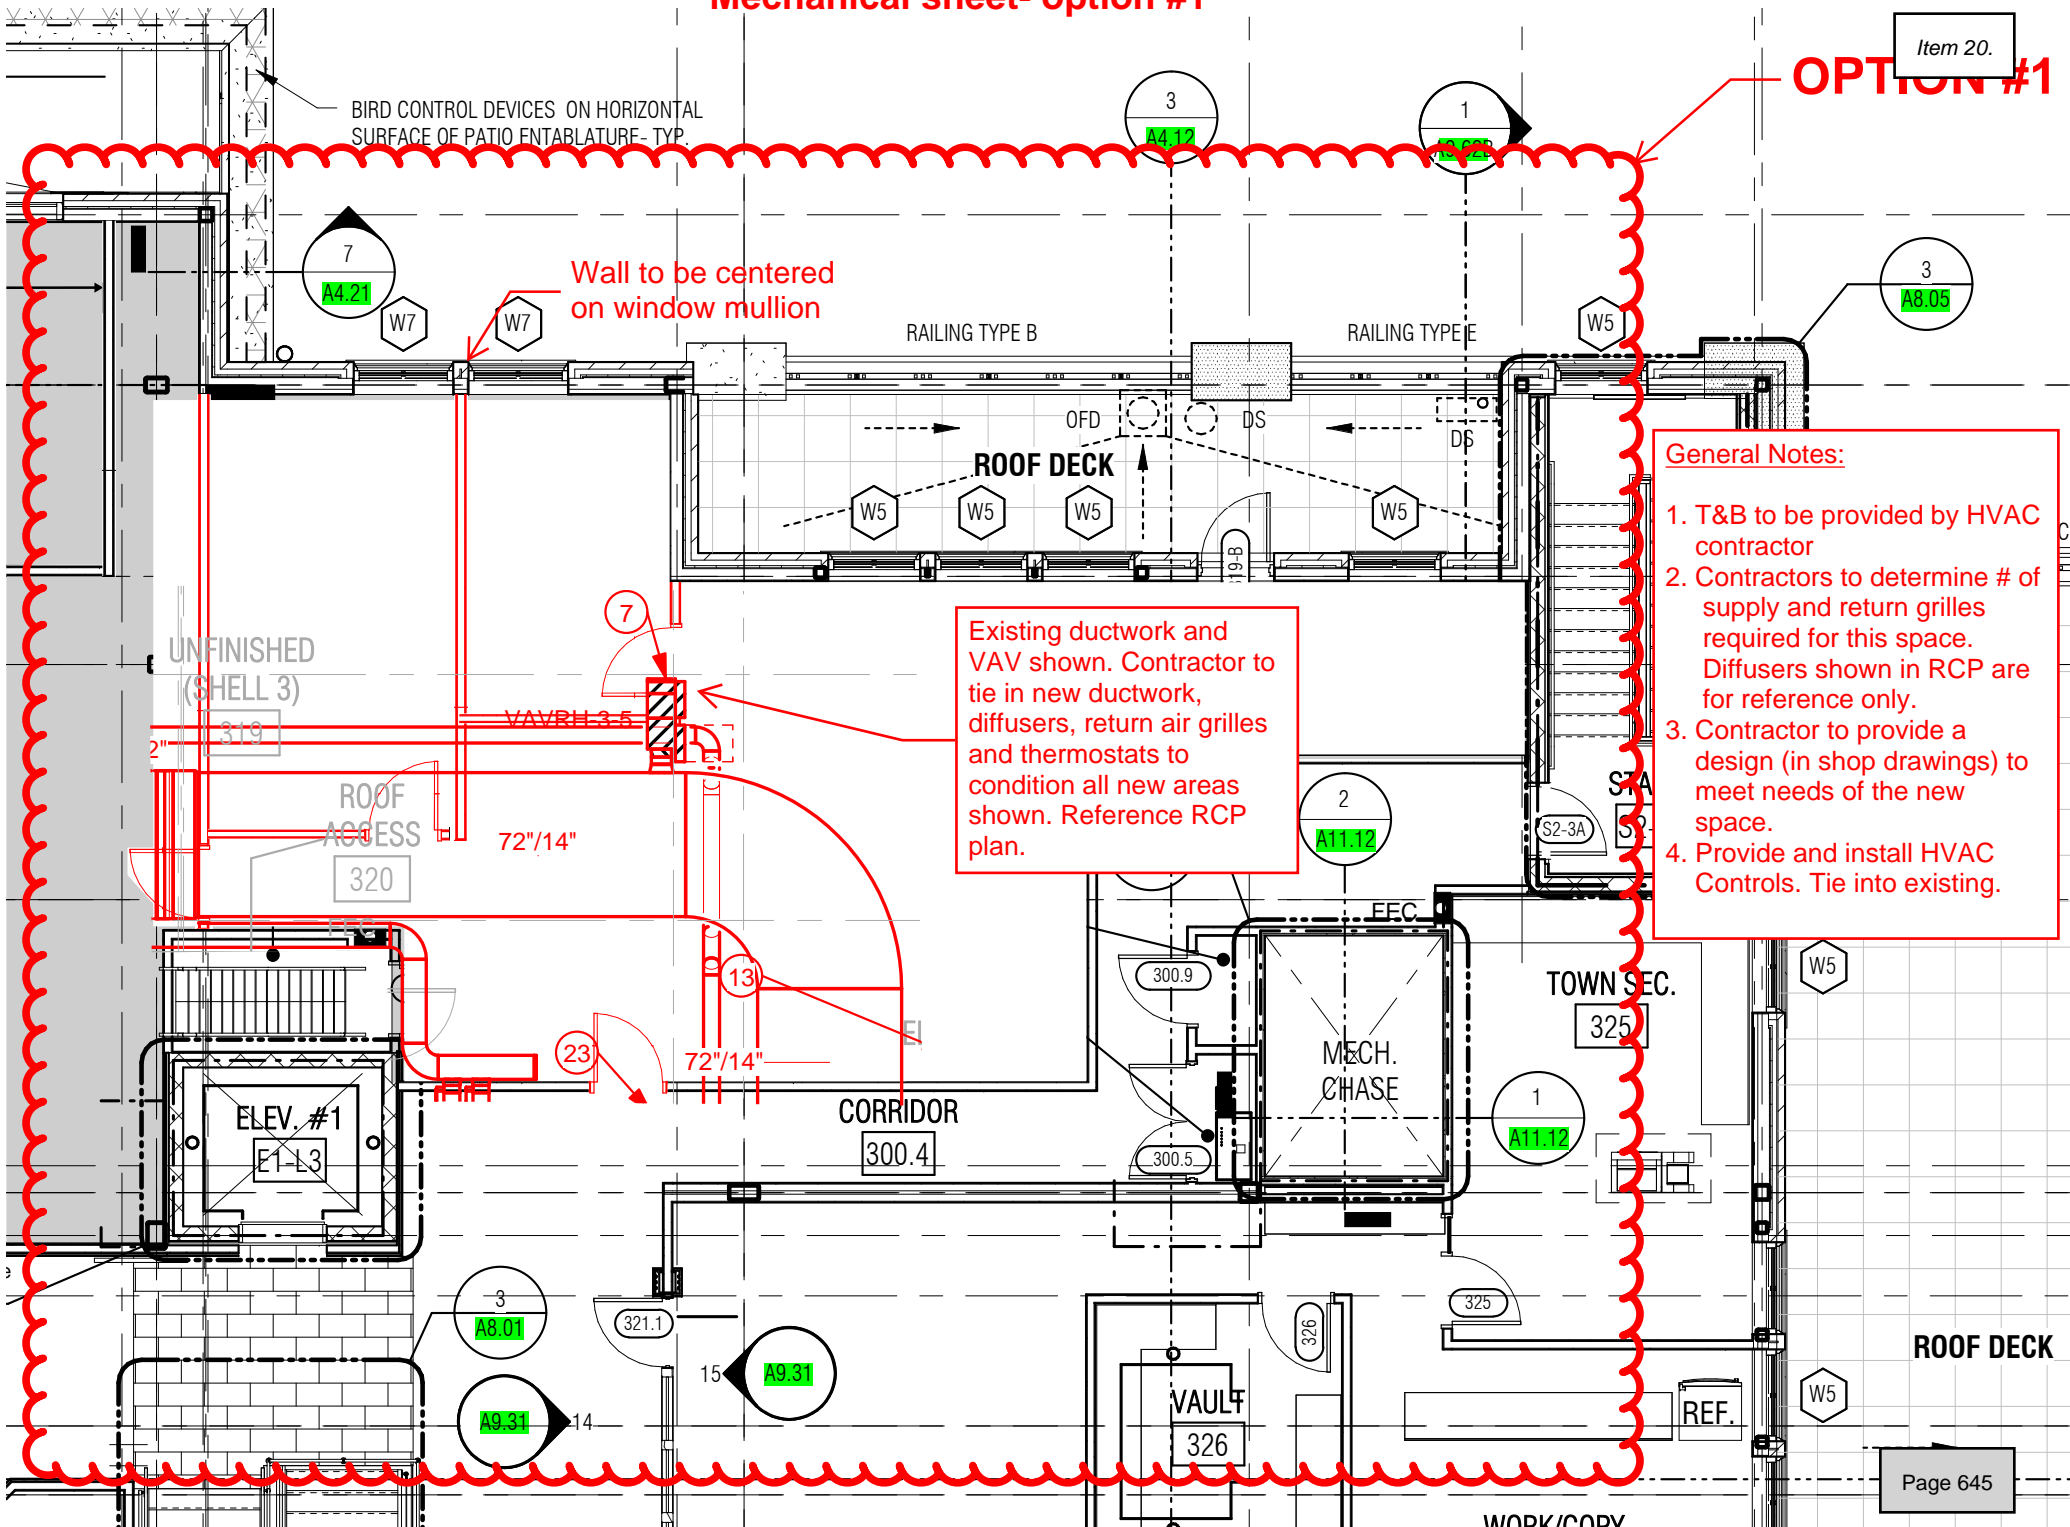 Mechanical sheet- option #1
Item 20.
OPTION #1
BIRD CONTROL DEVICES ON HORIZONTAL
SURFACE OF PATIO ENTABLATURE- TYP.
3
A4.12
1
7
A4.21
Wall to be centered
on window mullion
W7
W7
RAILING TYPE B
RAILING TYPE E
W5
3
A8.05
OFD
DS
DS
ROOF DECK
W5
W5
W5
W5
19-B
General Notes:
1. T&B to be provided by HVAC
contractor
2. Contractors to determine # of
supply and return grilles
required for this space.
Diffusers shown in RCP are
for reference only.
3. Contractor to provide a
design (in shop drawings) to
meet needs of the new
space.
4. Provide and install HVAC
Controls. Tie into existing.
7
Existing ductwork and
VAV shown. Contractor to
tie in new ductwork,
diffusers, return air grilles
and thermostats to
condition all new areas
shown. Reference RCP
plan.
UNFINISHED
(SHELL 3)
319
VAVRH-3-5
2"
ROOF
ACCESS
320
FEC
72"/14"
2
A11.12
STA
S2-
S2-3A
FEC
13
300.9
TOWN SEC.
325
W5
EI
23
72"/14"
MECH.
CHASE
ELEV. #1
E1-L3
CORRIDOR
300.4
300.5
1
A11.12
3
A8.01
321.1
326
325
ROOF DECK
15
A9.31
A9.31
14
VAULT
326
REF.
W5
Page 645
WORK/COPY